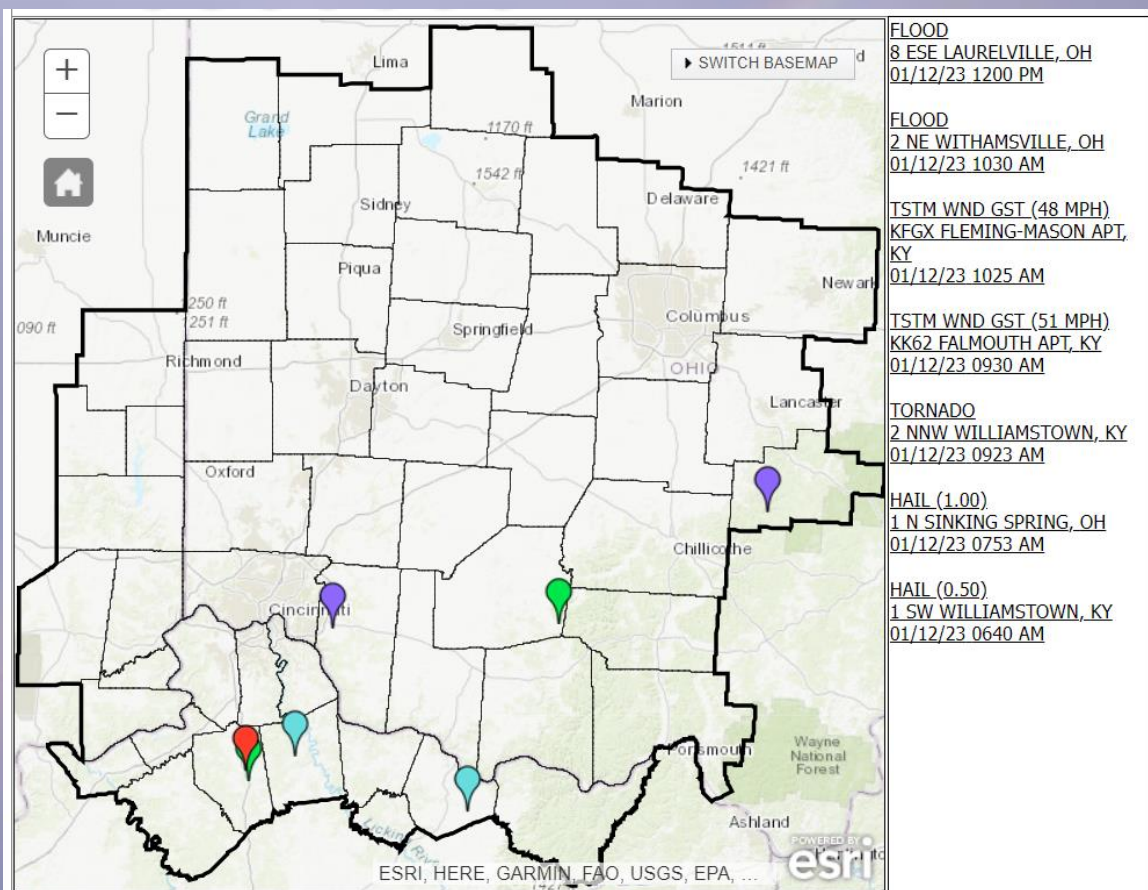 Lima
SWITCH BASEMAP
Grand
Lake
Marion
1170 ft
1542 ft
1421 ft
Sidney
Delaware
Muncie
Piqua
Newark
1250 ft
1251 ft
090 ft
Columbus
Springfield
Richmond
OHIO
Dayton
Lancaster
Oxford
Chillicothe
Cincinnati
Portsmouth
Wayne
National
Forest
Ashland
Licking Riv
POWERED BY
esri
ESRI, HERE, GARMIN, FAO, USGS, EPA, ...
FLOOD
8 ESE LAURELVILLE, OH
01/12/23 1200 PM
FLOOD
2 NE WITHAMSVILLE, OH
01/12/23 1030 AM
TSTM WND GST (48 MPH)
KFGX FLEMING-MASON APT,
KY
01/12/23 1025 AM
TSTM WND GST (51 MPH)
KK62 FALMOUTH APT, KY
01/12/23 0930 AM
TORNADO
2 NNW WILLIAMSTOWN, KY
01/12/23 0923 AM
HAIL (1.00)
1 N SINKING SPRING, OH
01/12/23 0753 AM
HAIL (0.50)
1 SW WILLIAMSTOWN, KY
01/12/23 0640 AM